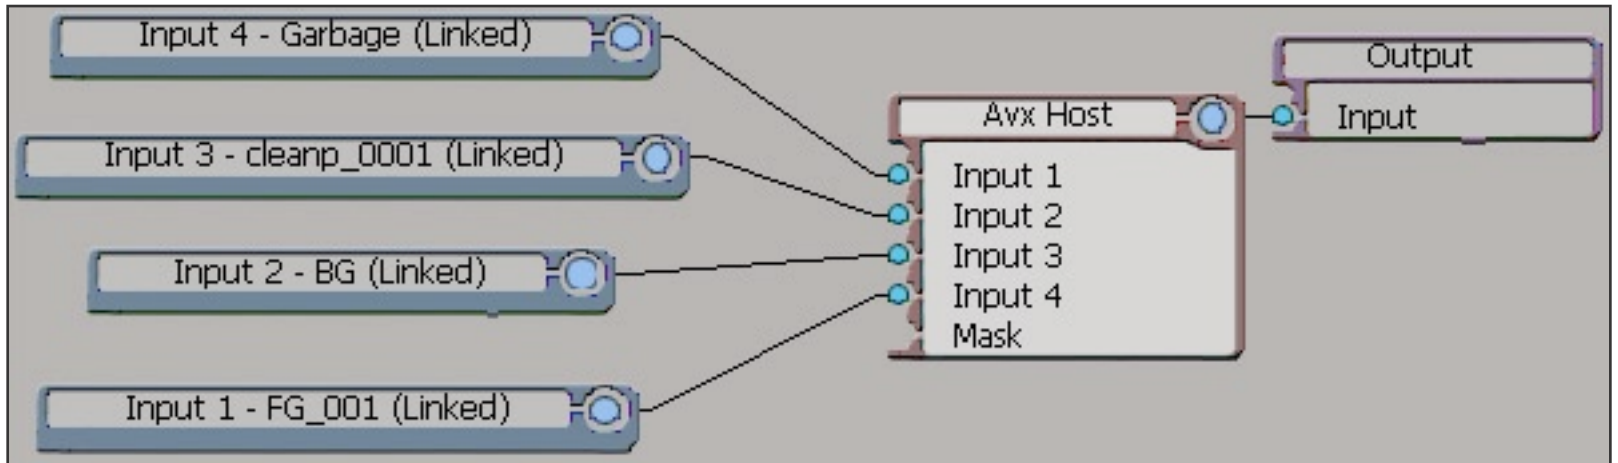 Input 4 - Garbage (Linked)
Input 3 - cleanp_0001 (Linked)
Input 2 - BG (Linked)
Input 1 - FG_001 (Linked)
Avx Host
Input 1
Input 2
Input 3
Input 4
Mask
Output
Input